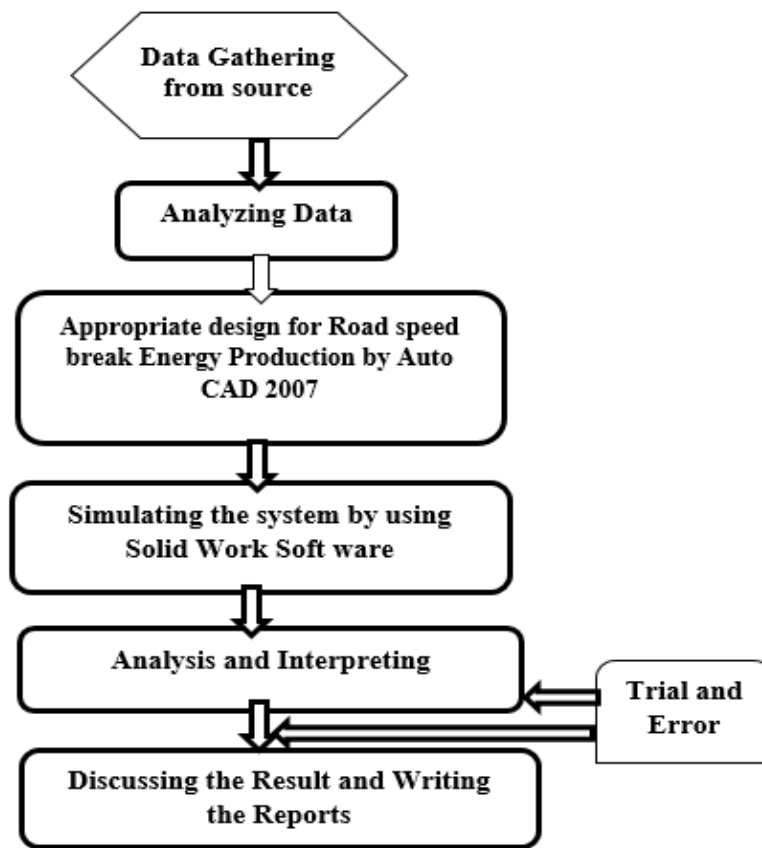 Data Gathering
from source
Analyzing Data
Appropriate design for Road speed
break Energy Production by Auto
CAD 2007
Simulating the system by using
Solid Work Soft ware
Analysis and Interpreting
Trial and
Error
Discussing the Result and Writing
the Reports